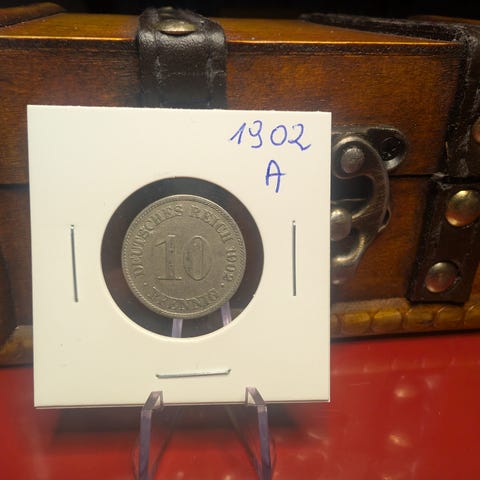 1902
A
DEUTSCHES REICH 1902
10
PFENNIG